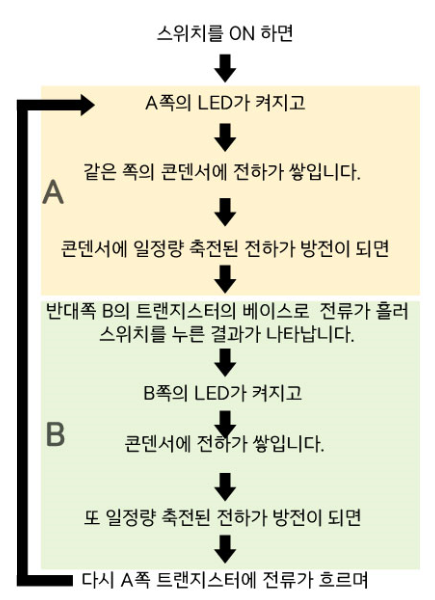 스위치를 ON 하면
A쪽의 LED가 켜지고
같은 쪽의 콘덴서에 전하가 쌓입니다.
A
콘덴서에 일정량 축전된 전하가 방전이 되면
반대쪽 B의 트랜지스터의 베이스로 전류가 흘러
스위치를 누른 결과가 나타납니다.
B쪽의 LED가 켜지고
B
콘덴서에 전하가 쌓입니다.
또 일정량 축전된 전하가 방전이 되면
다시 A쪽 트랜지스터에 전류가 흐르며